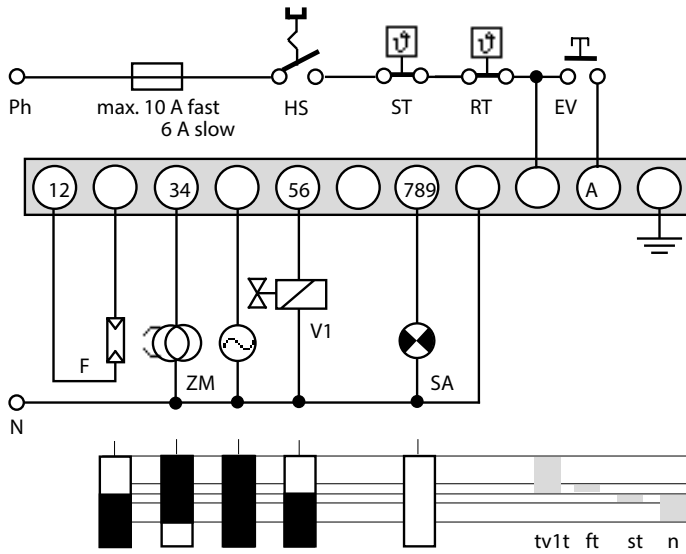 ϑ ϑ
Ph
max. 10 A fast
6 A slow
HS
ST
RT
EV
12 34 56 789 A
F
ZM
V1
SA
N
tv1t ft st n